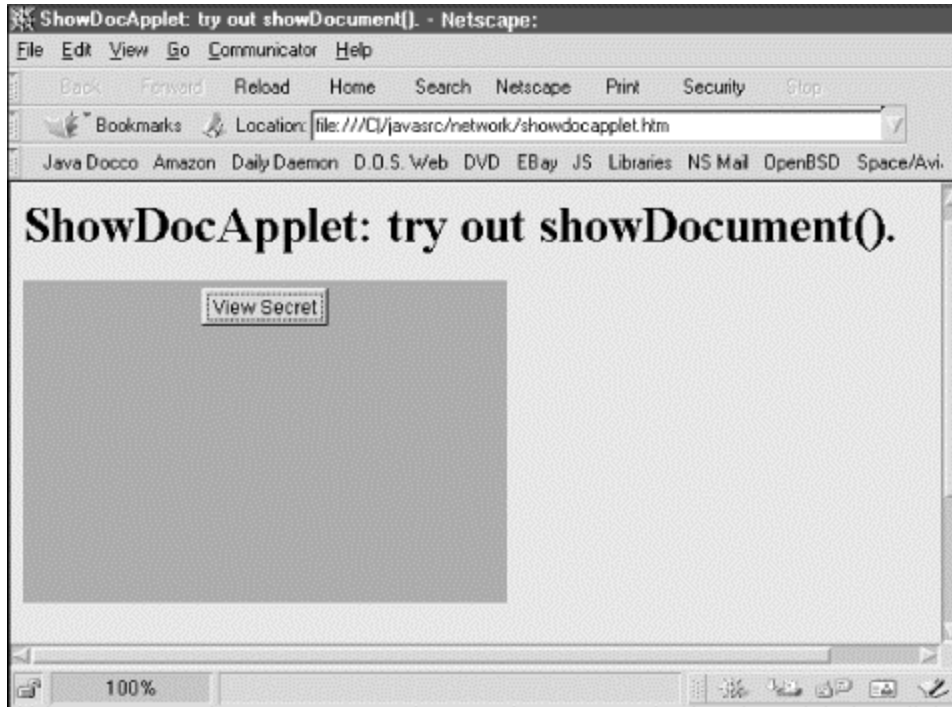 ShowDocApplet: try out showDocument(). - Netscape:
File Edit View Go Communicator Help
Back Forward Reload Home Search Netscape Print Security Stop
Bookmarks Location: file:///C|/javasrc/network/showdocapplet.htm
Java Docco Amazon Daily Daemon D.O.S. Web DVD EBay JS Libraries NS Mail OpenBSD Space/Avi.
ShowDocApplet: try out showDocument().
View Secret
100%